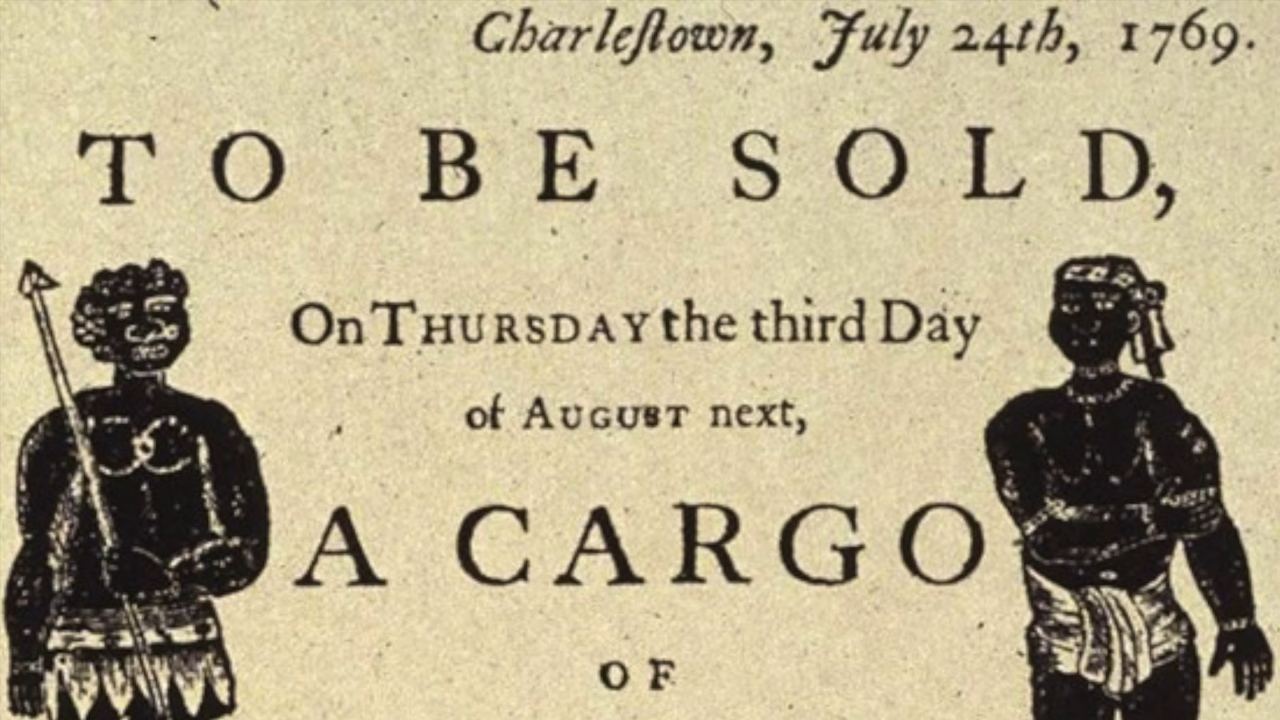 Charleſtown, July 24th, 1769.
TO BE SOLD,
On THURSDAY the third Day
of AUGUST next,
A CARGO
OF